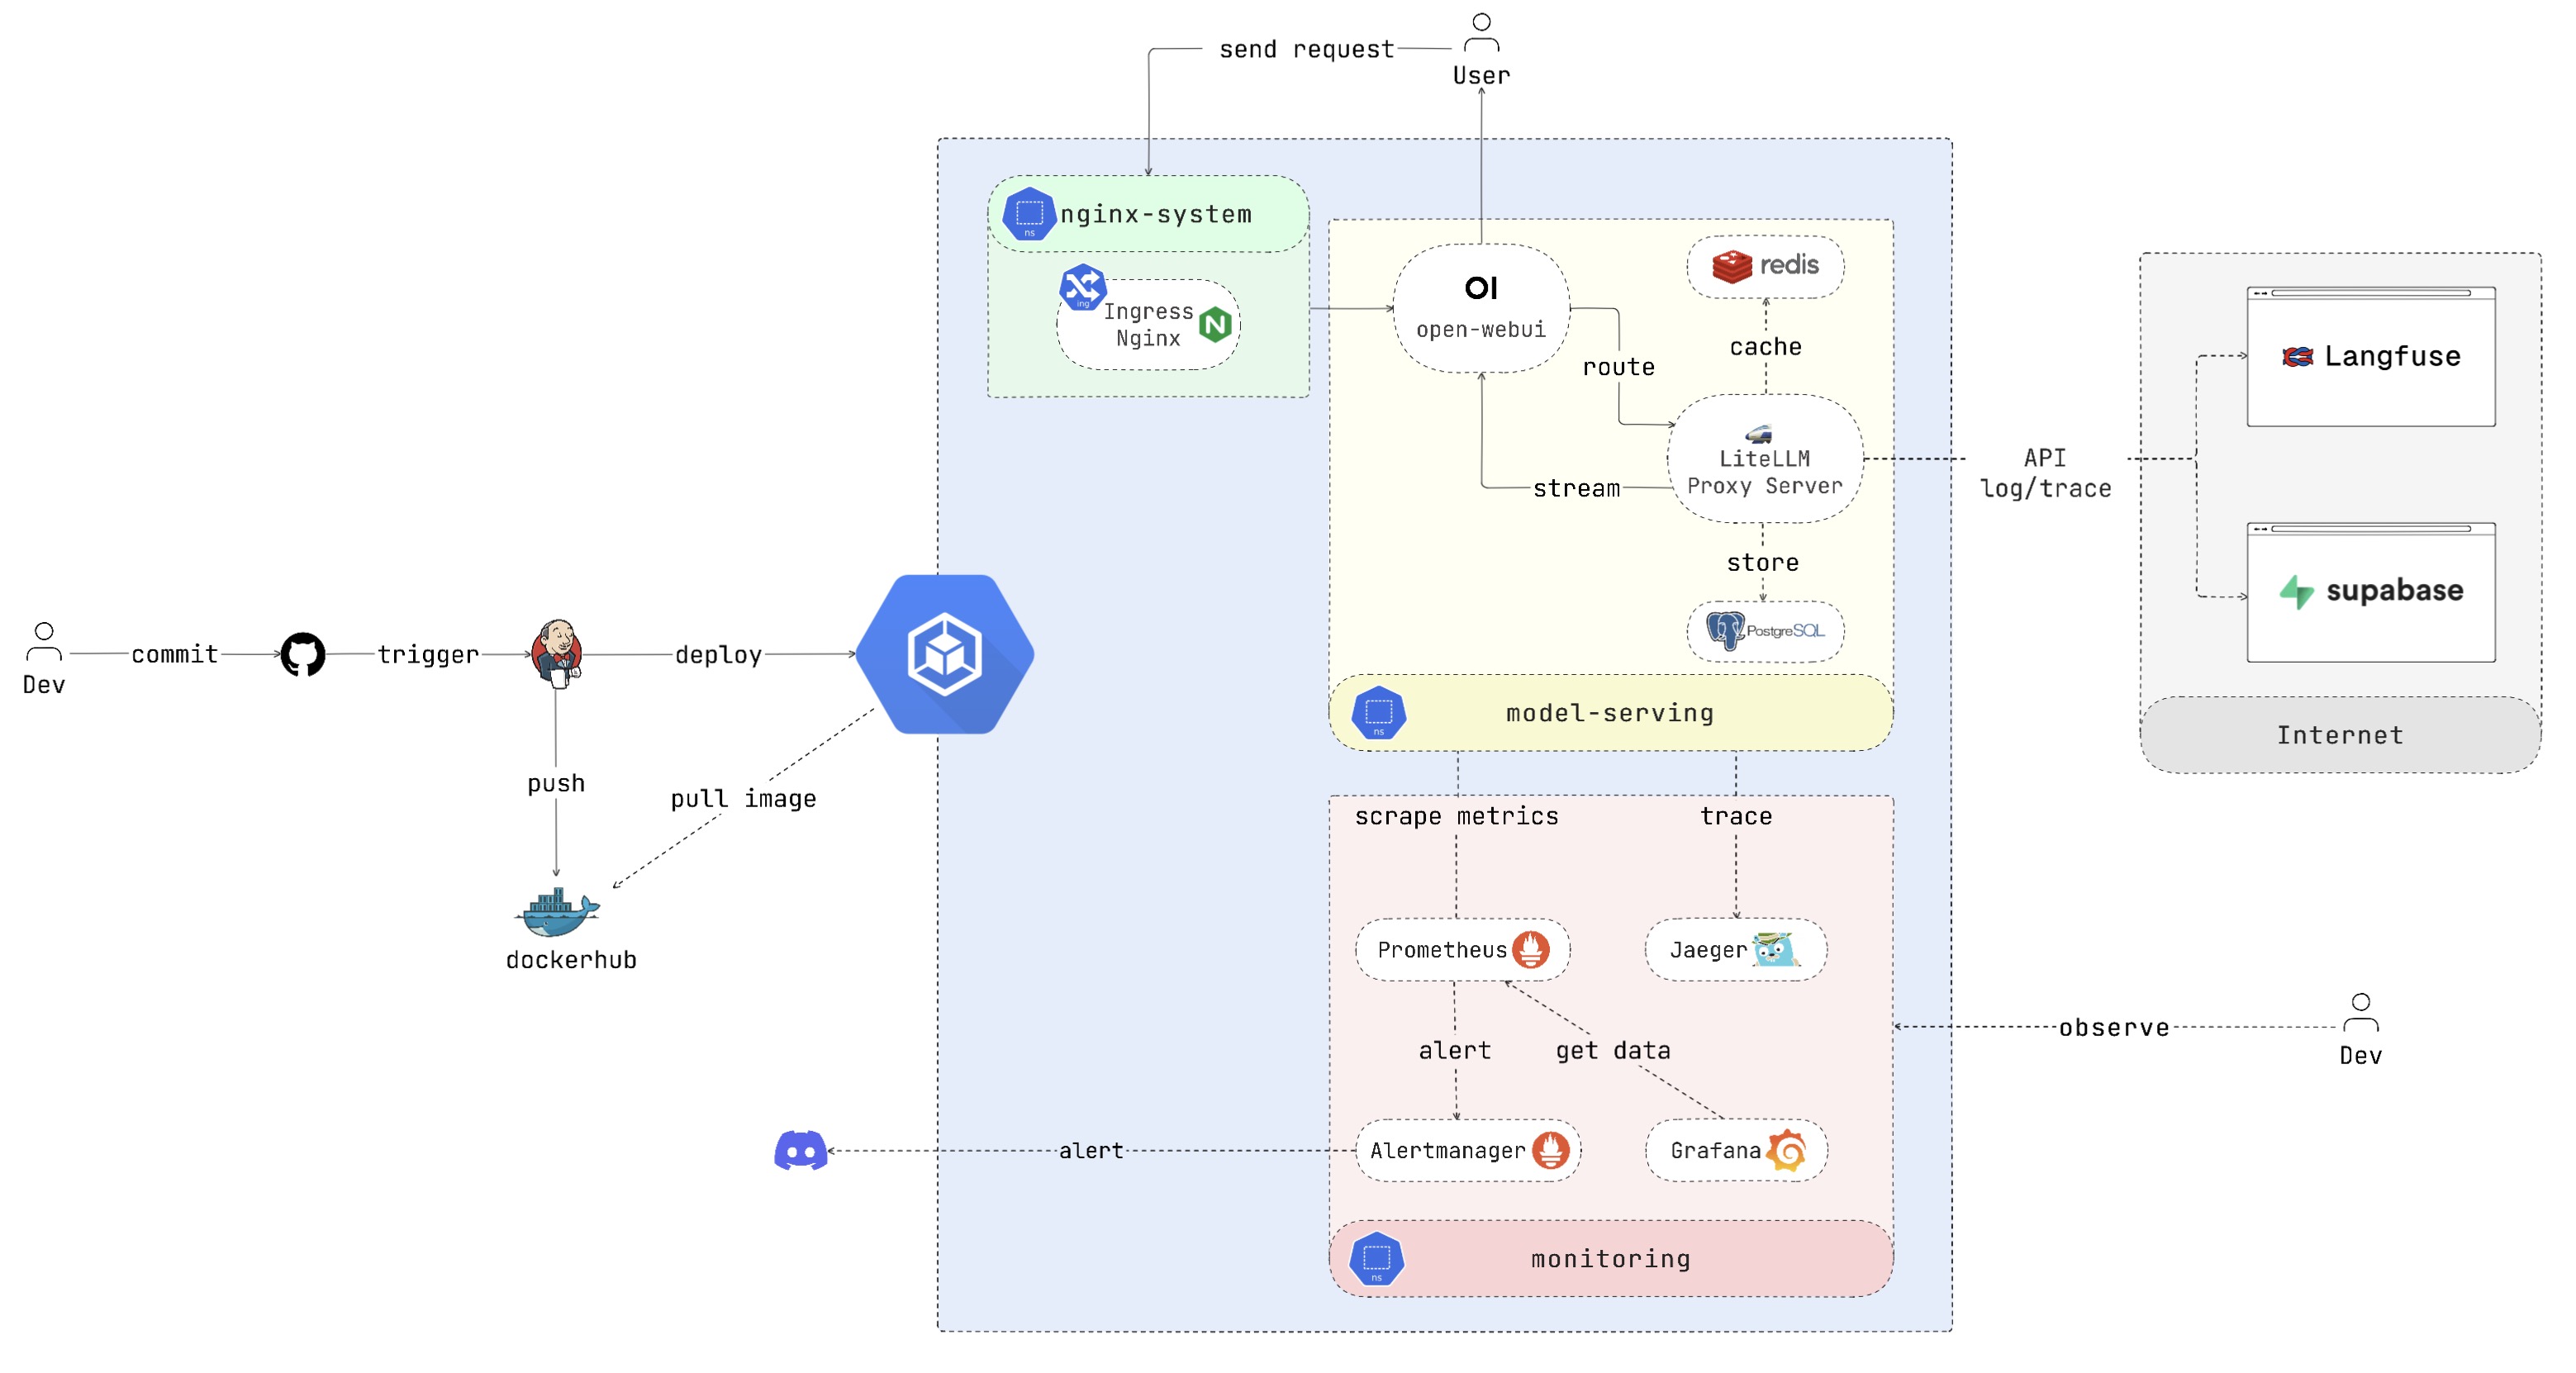 send request
User
nginx-system
ns
ing
Ingress
Nginx
OI
open-webui
redis
cache
route
LiteLLM
Proxy Server
stream
store
PostgreSQL
ns
model-serving
API
log/trace
Langfuse
supabase
Internet
Dev
commit
trigger
deploy
push
pull image
dockerhub
scrape metrics
trace
Prometheus
Jaeger
alert
get data
Alertmanager
Grafana
alert
ns
monitoring
observe
Dev